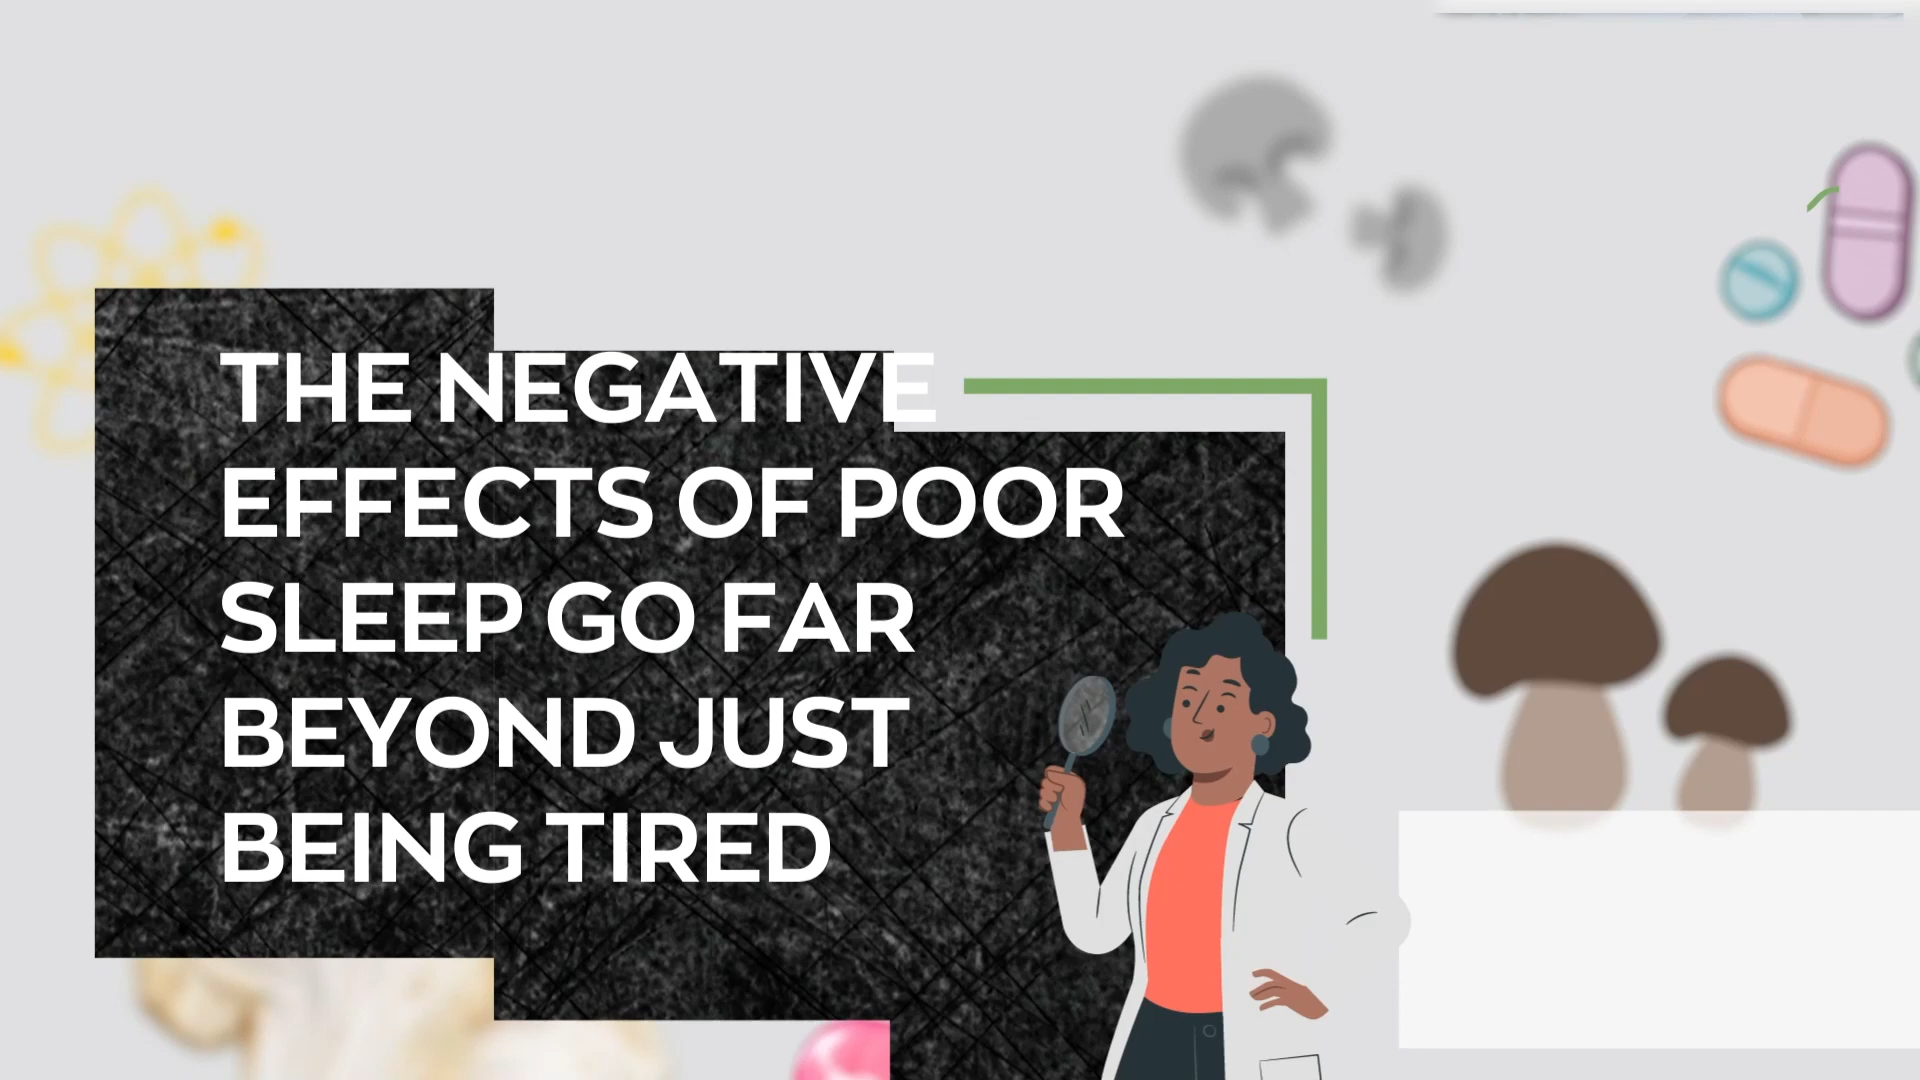 THE NEGATIVE
EFFECTS OF POOR
SLEEP GO FAR
BEYOND JUST
BEING TIRED